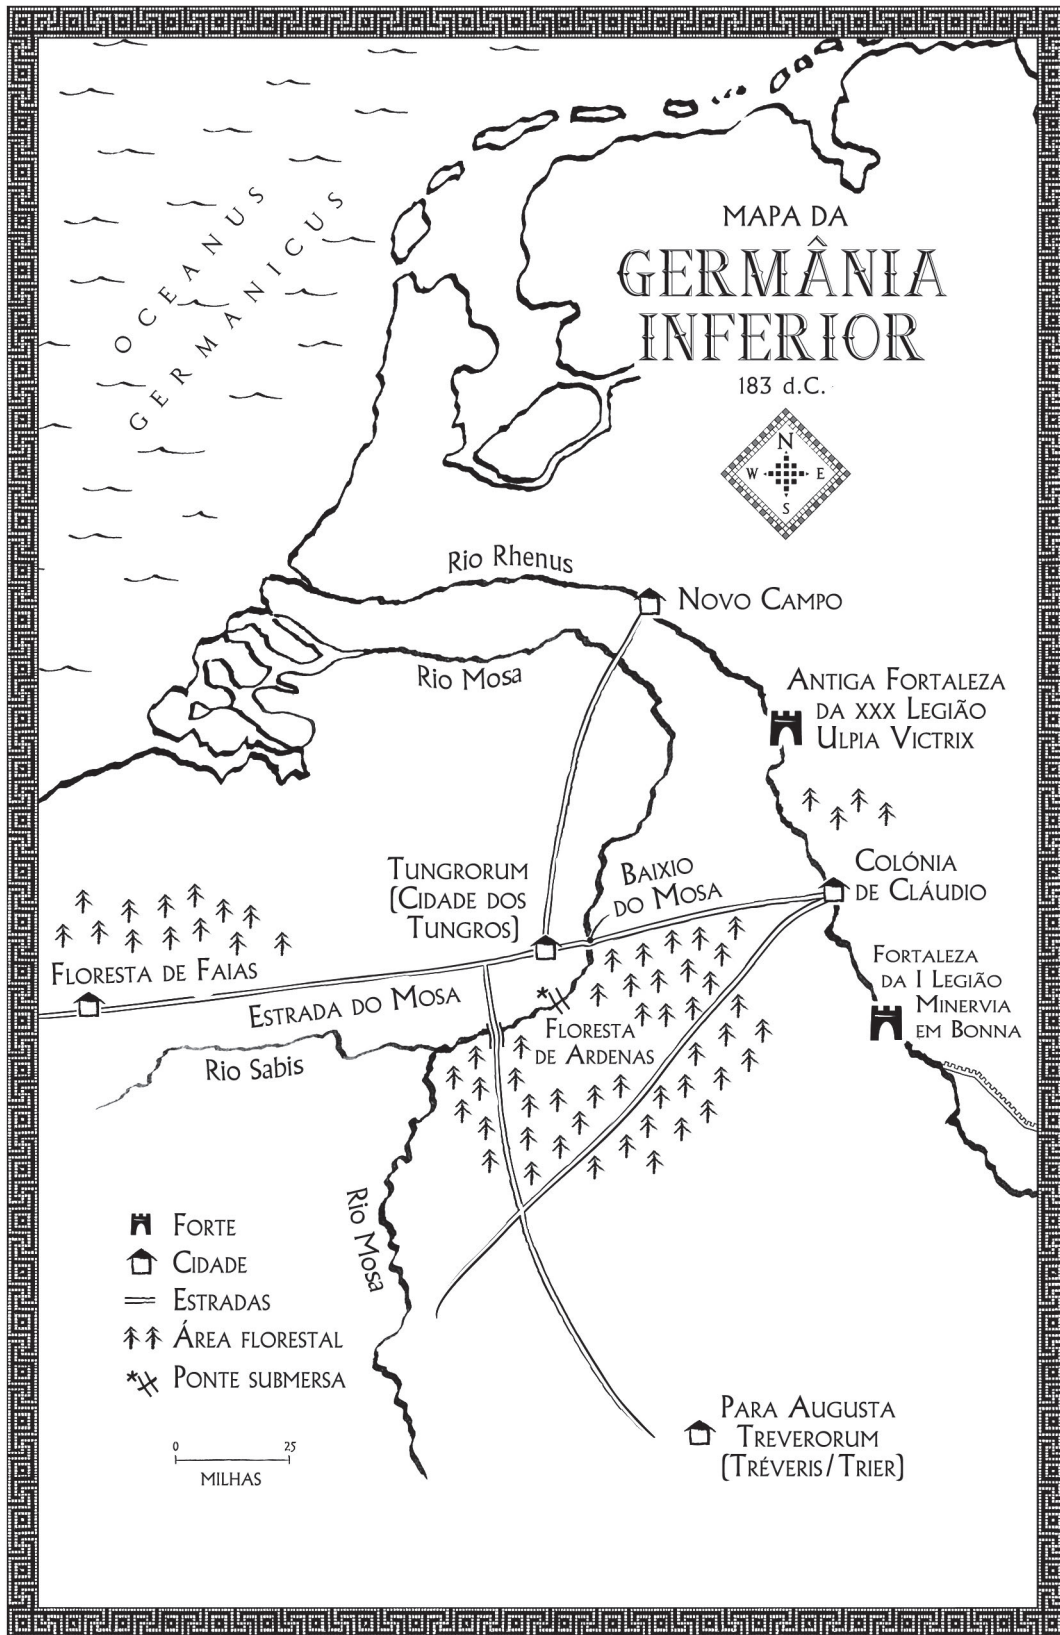 MAPA DA
GERMÂNIA
INFERIOR
183 d.C.
N
W
E
S
OCEANUS
GERMANICUS
Rio Rhenus
NOVO CAMPO
Rio Mosa
ANTIGA FORTALEZA
DA XXX LEGIÃO
ULPIA VICTRIX
TUNGRORUM
(CIDADE DOS
TUNGROS)
BAIXIO
DO MOSA
COLÓNIA
DE CLÁUDIO
FLORESTA DE FAIAS
ESTRADA DO MOSA
FORTALEZA
DA I LEGIÃO
MINERVIA
EM BONNA
FLORESTA
DE ARDENAS
Rio Sabis
Rio Mosa
FORTE
CIDADE
ESTRADAS
ÁREA FLORESTAL
PONTE SUBMERSA
0
25
MILHAS
PARA AUGUSTA
TREVERORUM
(TRÉVERIS/TRIER)